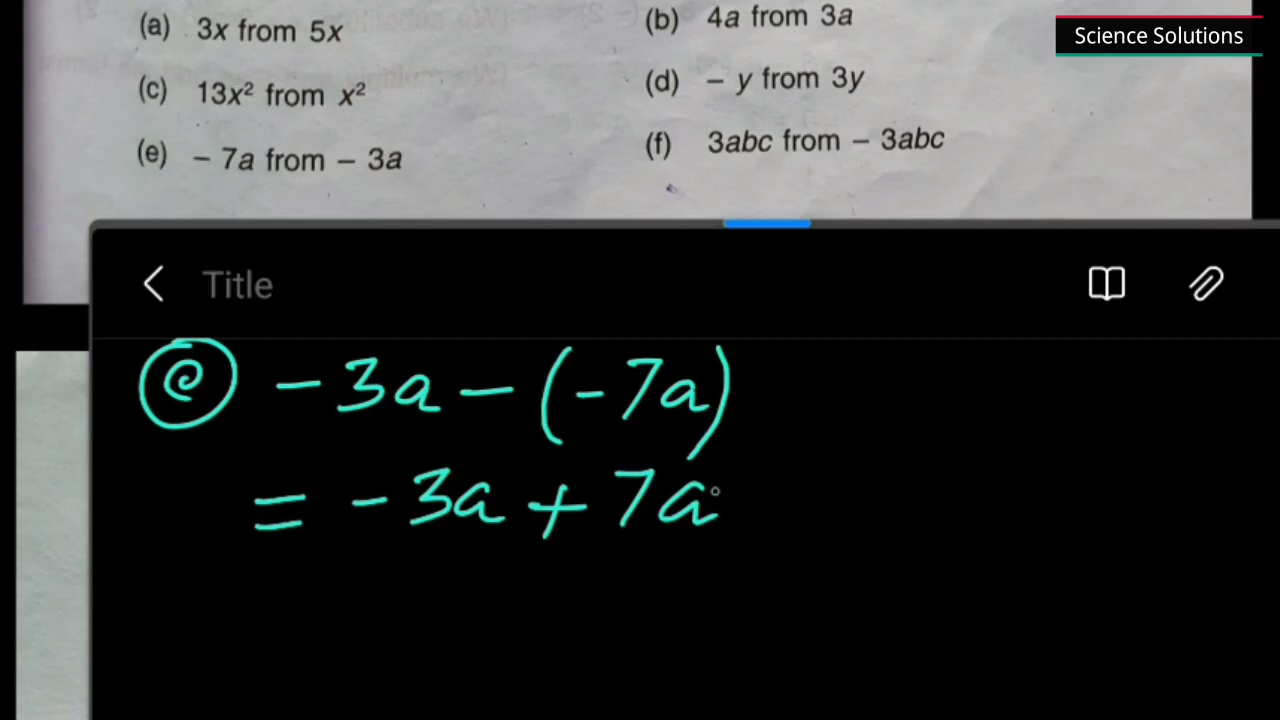 (a) 3x from 5x
(b) 4a from 3a
Science Solutions
(c) 13x² from x²
(d) – y from 3y
(e) – 7a from – 3a
(f) 3abc from – 3abc
Title
(e) -3a-(-7a)
= -3a+7a